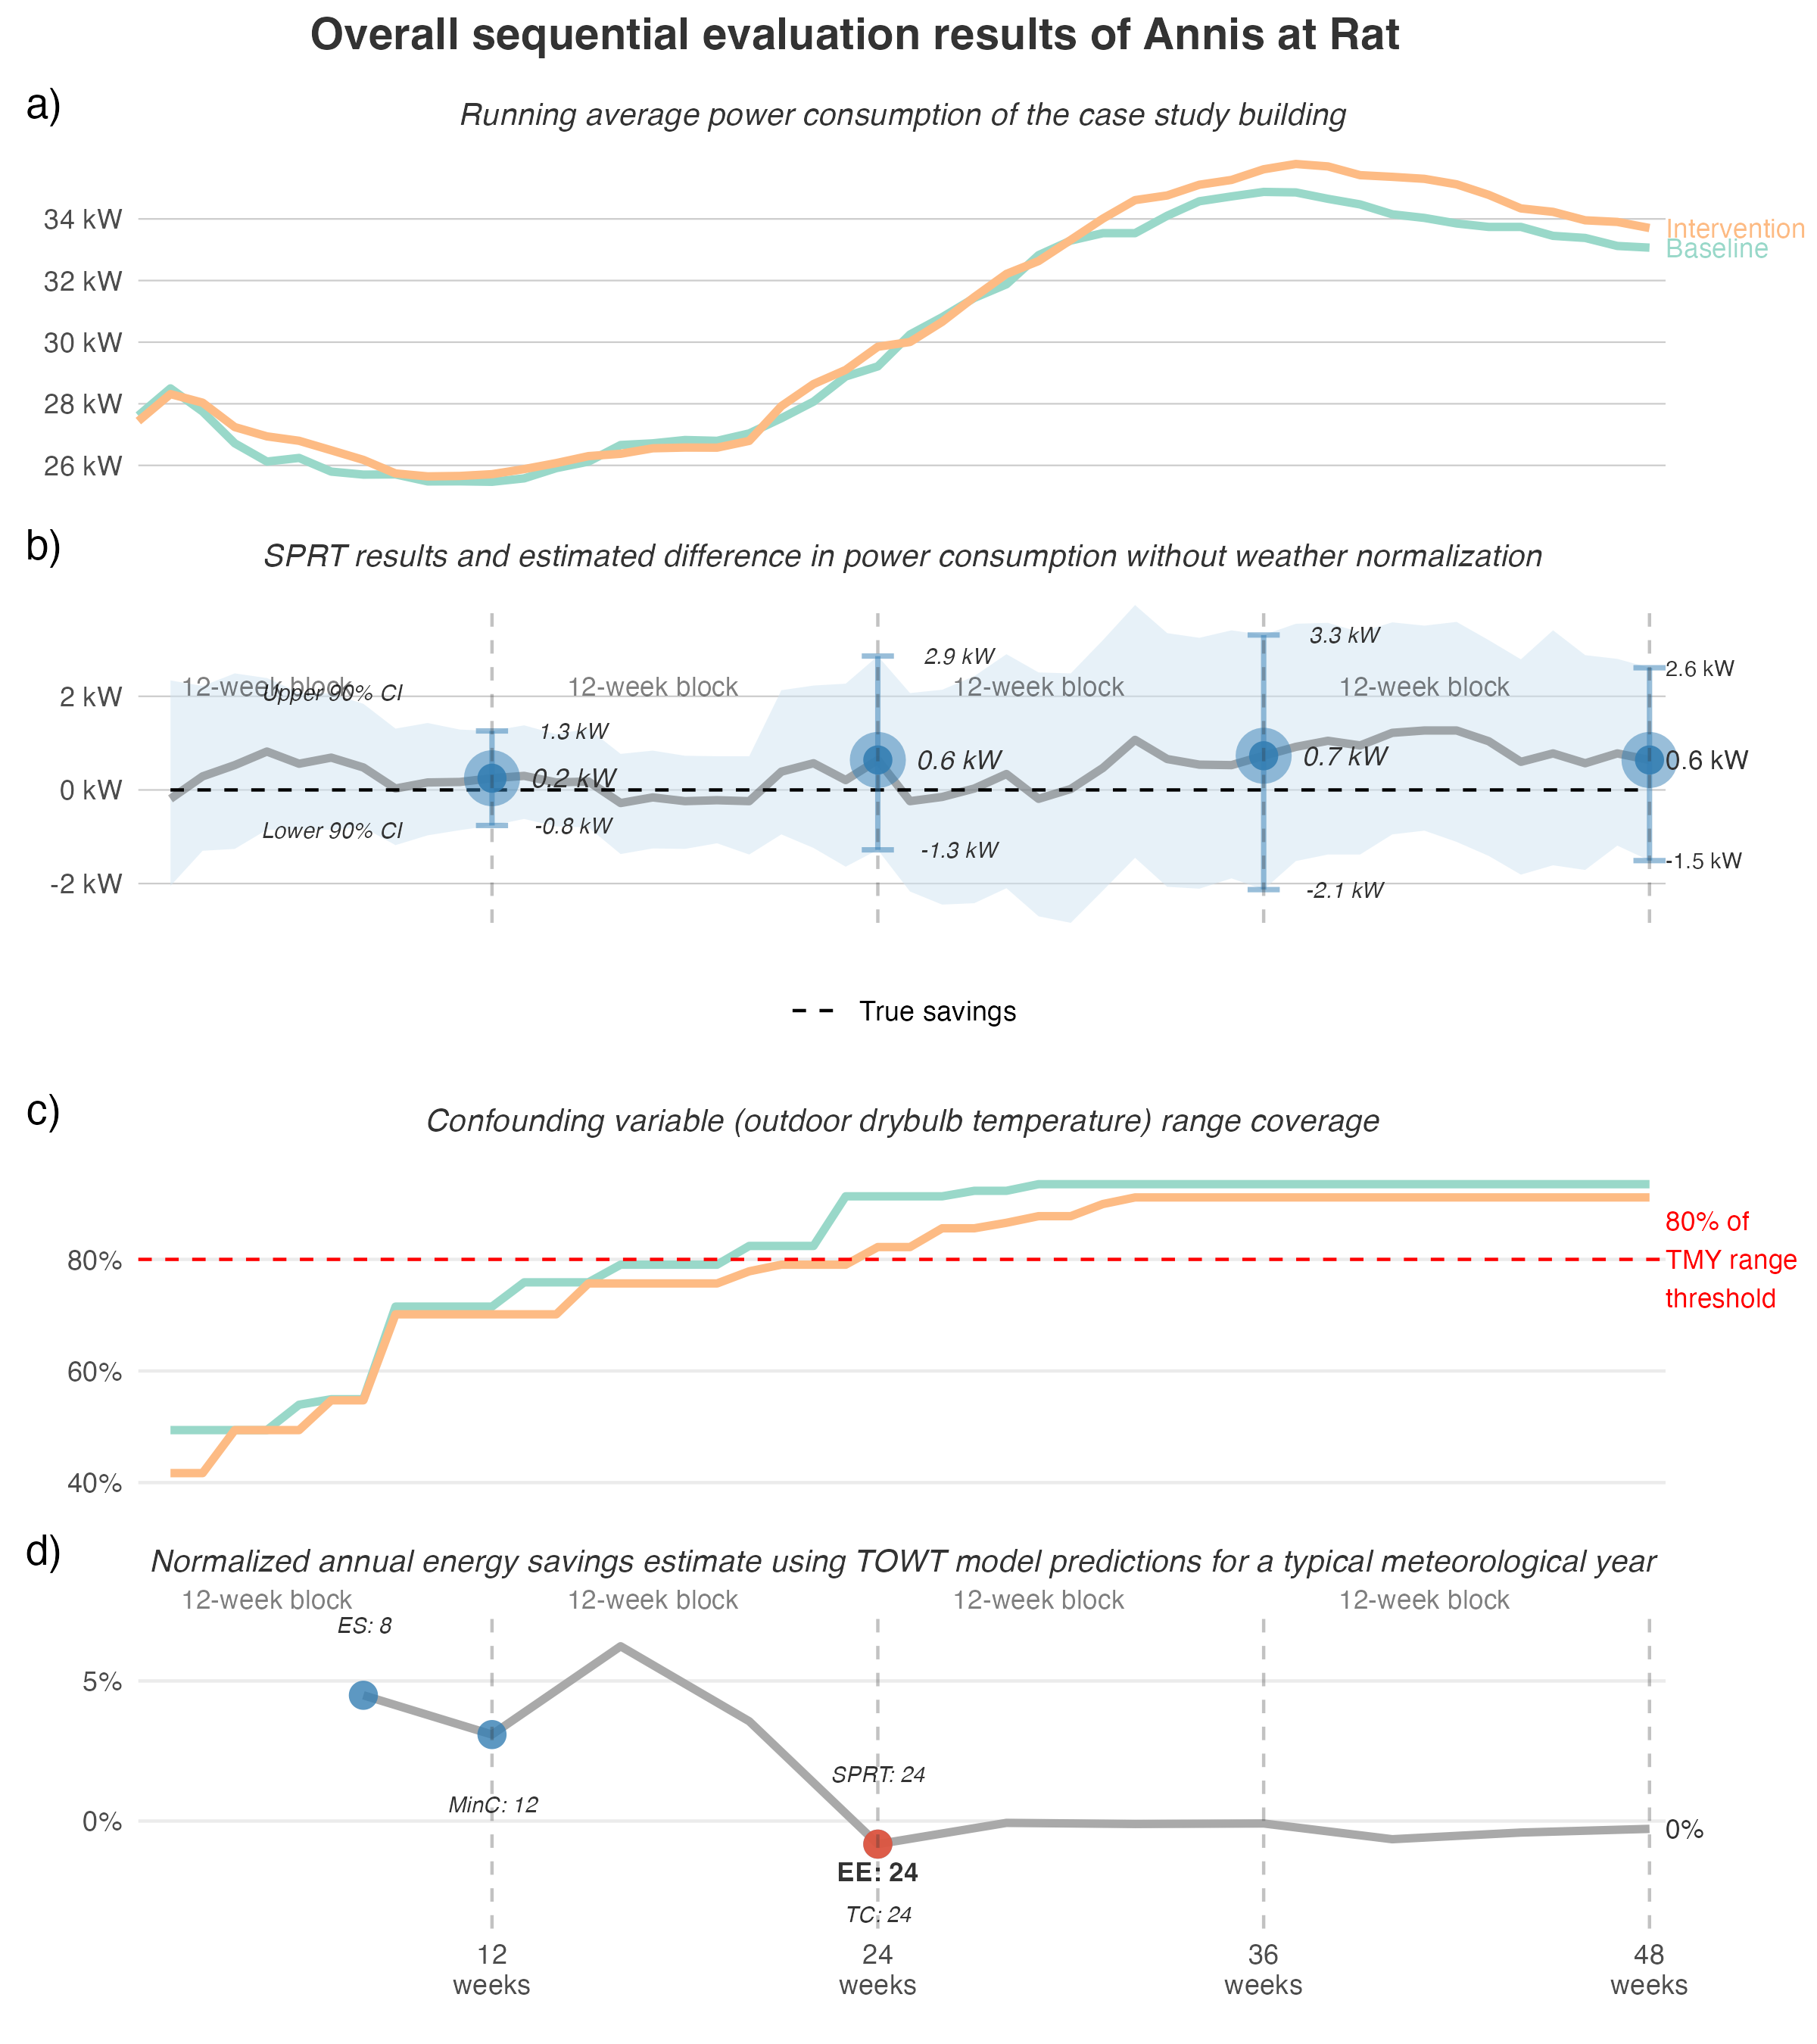 Overall sequential evaluation results of Annis at Rat
a)
Running average power consumption of the case study building
34 kW
32 kW
30 kW
28 kW
26 kW
Intervention
Baseline
b)
SPRT results and estimated difference in power consumption without weather normalization
12-week block
12-week block
12-week block
12-week block
Upper 90% CI
Lower 90% CI
2 kW
0 kW
-2 kW
1.3 kW
0.2 kW
-0.8 kW
2.9 kW
0.6 kW
-1.3 kW
3.3 kW
0.7 kW
-2.1 kW
2.6 kW
0.6 kW
-1.5 kW
True savings
c)
Confounding variable (outdoor drybulb temperature) range coverage
80%
60%
40%
80% of
TMY range
threshold
d)
Normalized annual energy savings estimate using TOWT model predictions for a typical meteorological year
12-week block
12-week block
12-week block
12-week block
ES: 8
5%
0%
MinC: 12
SPRT: 24
EE: 24
TC: 24
0%
12
weeks
24
weeks
36
weeks
48
weeks